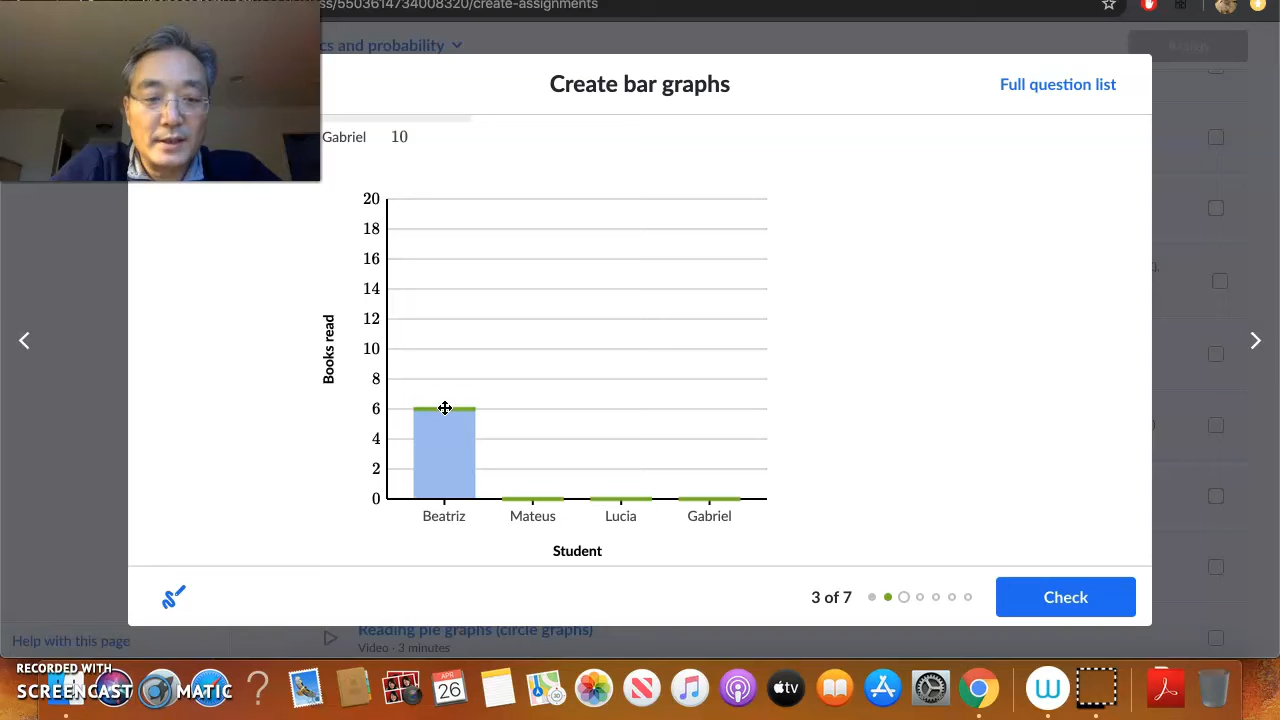 ss/5503614734008320/create-assignments
cs and probability
Create bar graphs
Full question list
Gabriel 10
20
18
16
14
12
10
8
6
4
2
0
Books read
Beatriz Mateus Lucia Gabriel
Student
3 of 7
Check
Help with this page
Reading pie graphs (circle graphs)
Video · 3 minutes
RECORDED WITH
SCREENCAST MATIC
APR
26
tv
W